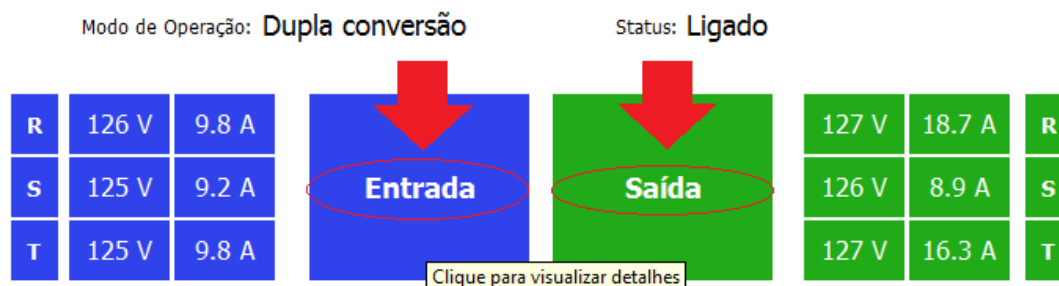 Modo de Operação: Dupla conversão Status: Ligado
R 126 V 9.8 A 127 V 18.7 A R
S 125 V 9.2 A Entrada Saída 126 V 8.9 A S
T 125 V 9.8 A 127 V 16.3 A T
Clique para visualizar detalhes